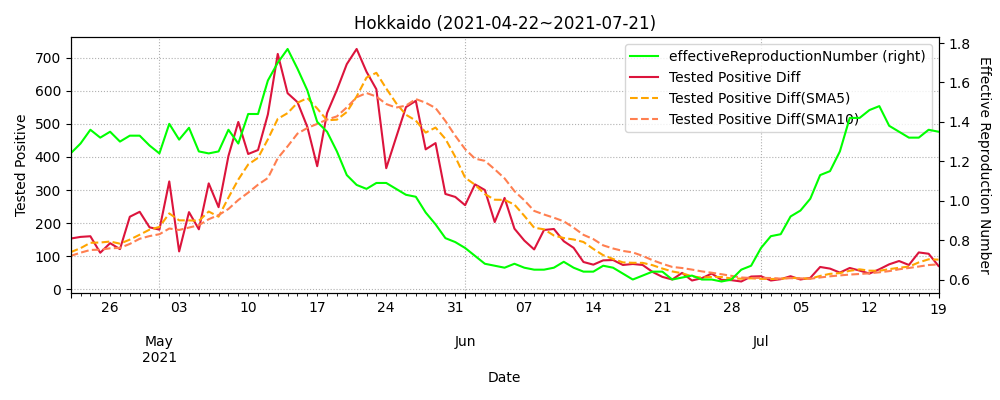 Hokkaido (2021-04-22~2021-07-21)
effectiveReproductionNumber (right)
Tested Positive Diff
Tested Positive Diff(SMA5)
Tested Positive Diff(SMA10)
Tested Positive
700
600
500
400
300
200
100
0
1.8
1.6
1.4
1.2
1.0
0.8
0.6
Effective Reproduction Number
26 03 10 17 24 31 07 14 21 28 05 12 19
May Jun Jul
2021
Date